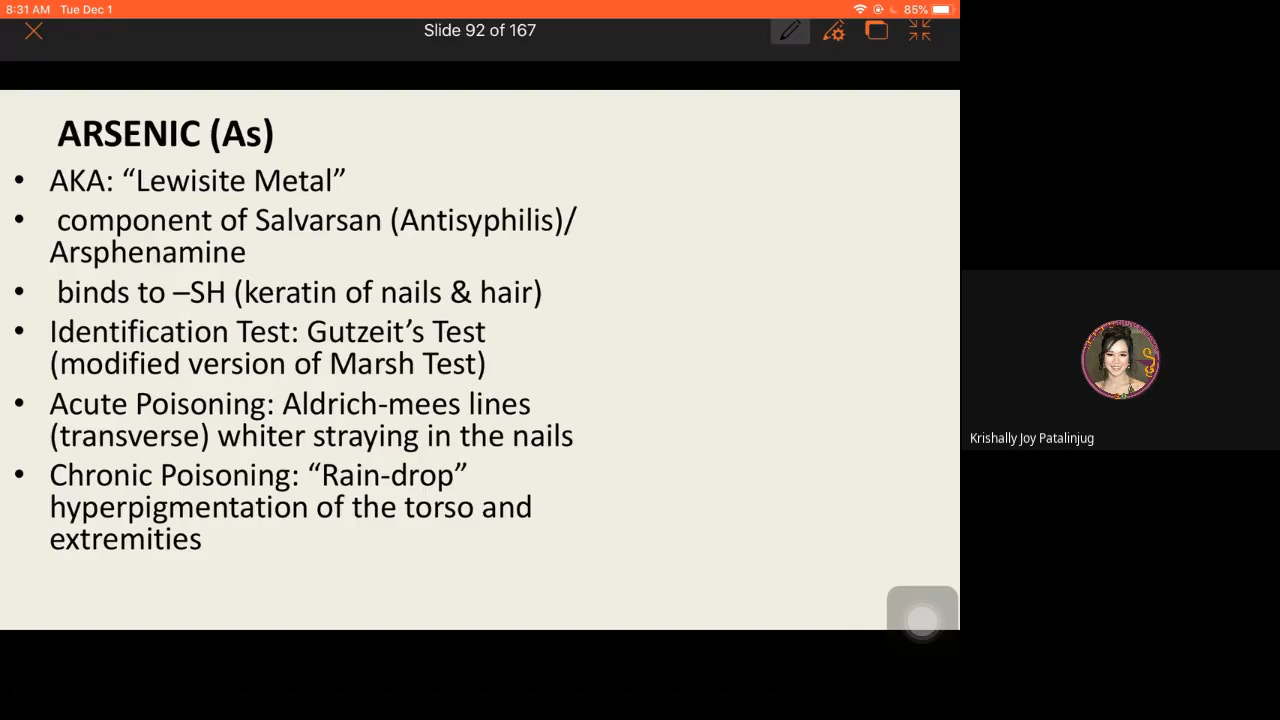 8:31 AM Tue Dec 1
85%
Slide 92 of 167
ARSENIC (As)
• AKA: “Lewisite Metal”
• component of Salvarsan (Antisyphilis)/
Arsphenamine
• binds to –SH (keratin of nails & hair)
• Identification Test: Gutzeit’s Test
(modified version of Marsh Test)
• Acute Poisoning: Aldrich-mees lines
(transverse) whiter straying in the nails
• Chronic Poisoning: “Rain-drop”
hyperpigmentation of the torso and
extremities
Krishally Joy Patalinjug